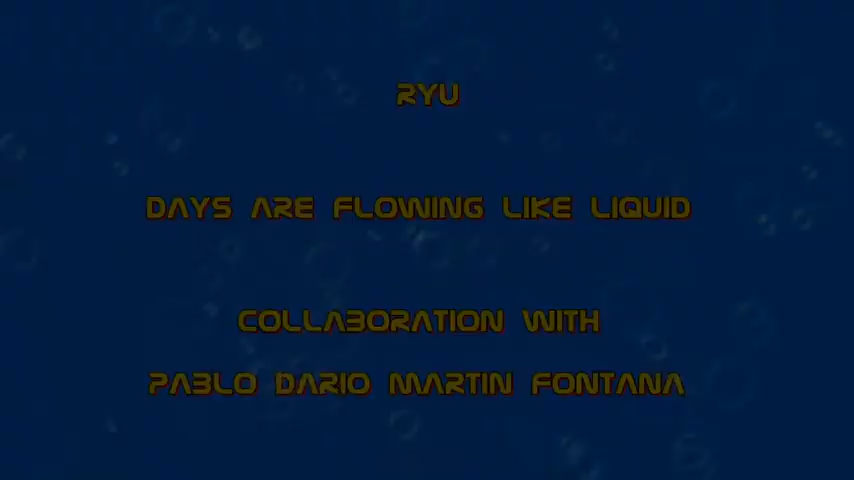 RYU
DAYS ARE FLOWING LIKE LIQUID
COLLABORATION WITH
PABLO DARIO MARTIN FONTANA